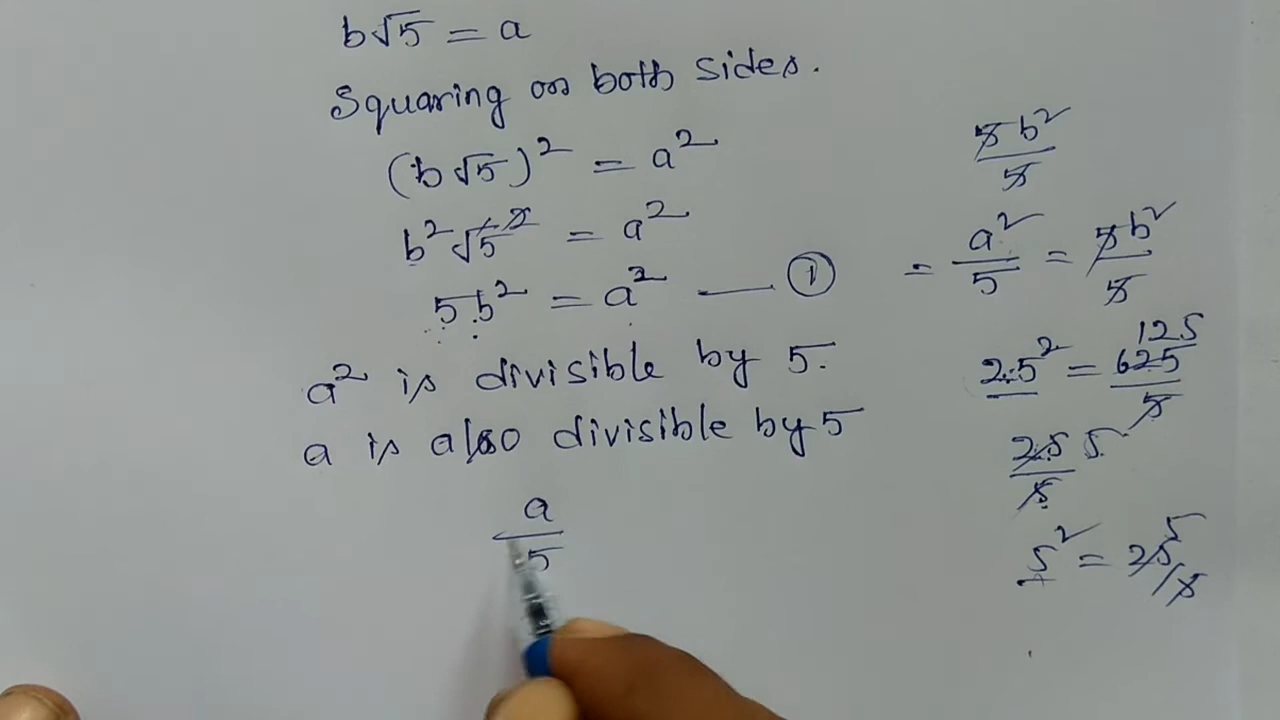 b√5 = a
Squaring on both sides.
(b√5)² = a²
b²√5² = a²
5b² = a² — ①
a² is divisible by 5.
a is also divisible by 5
a/5
5b²/5
= a²/5 = 5b²/5
25² = 625/5 125
25/5 5
5² = 25/5 5